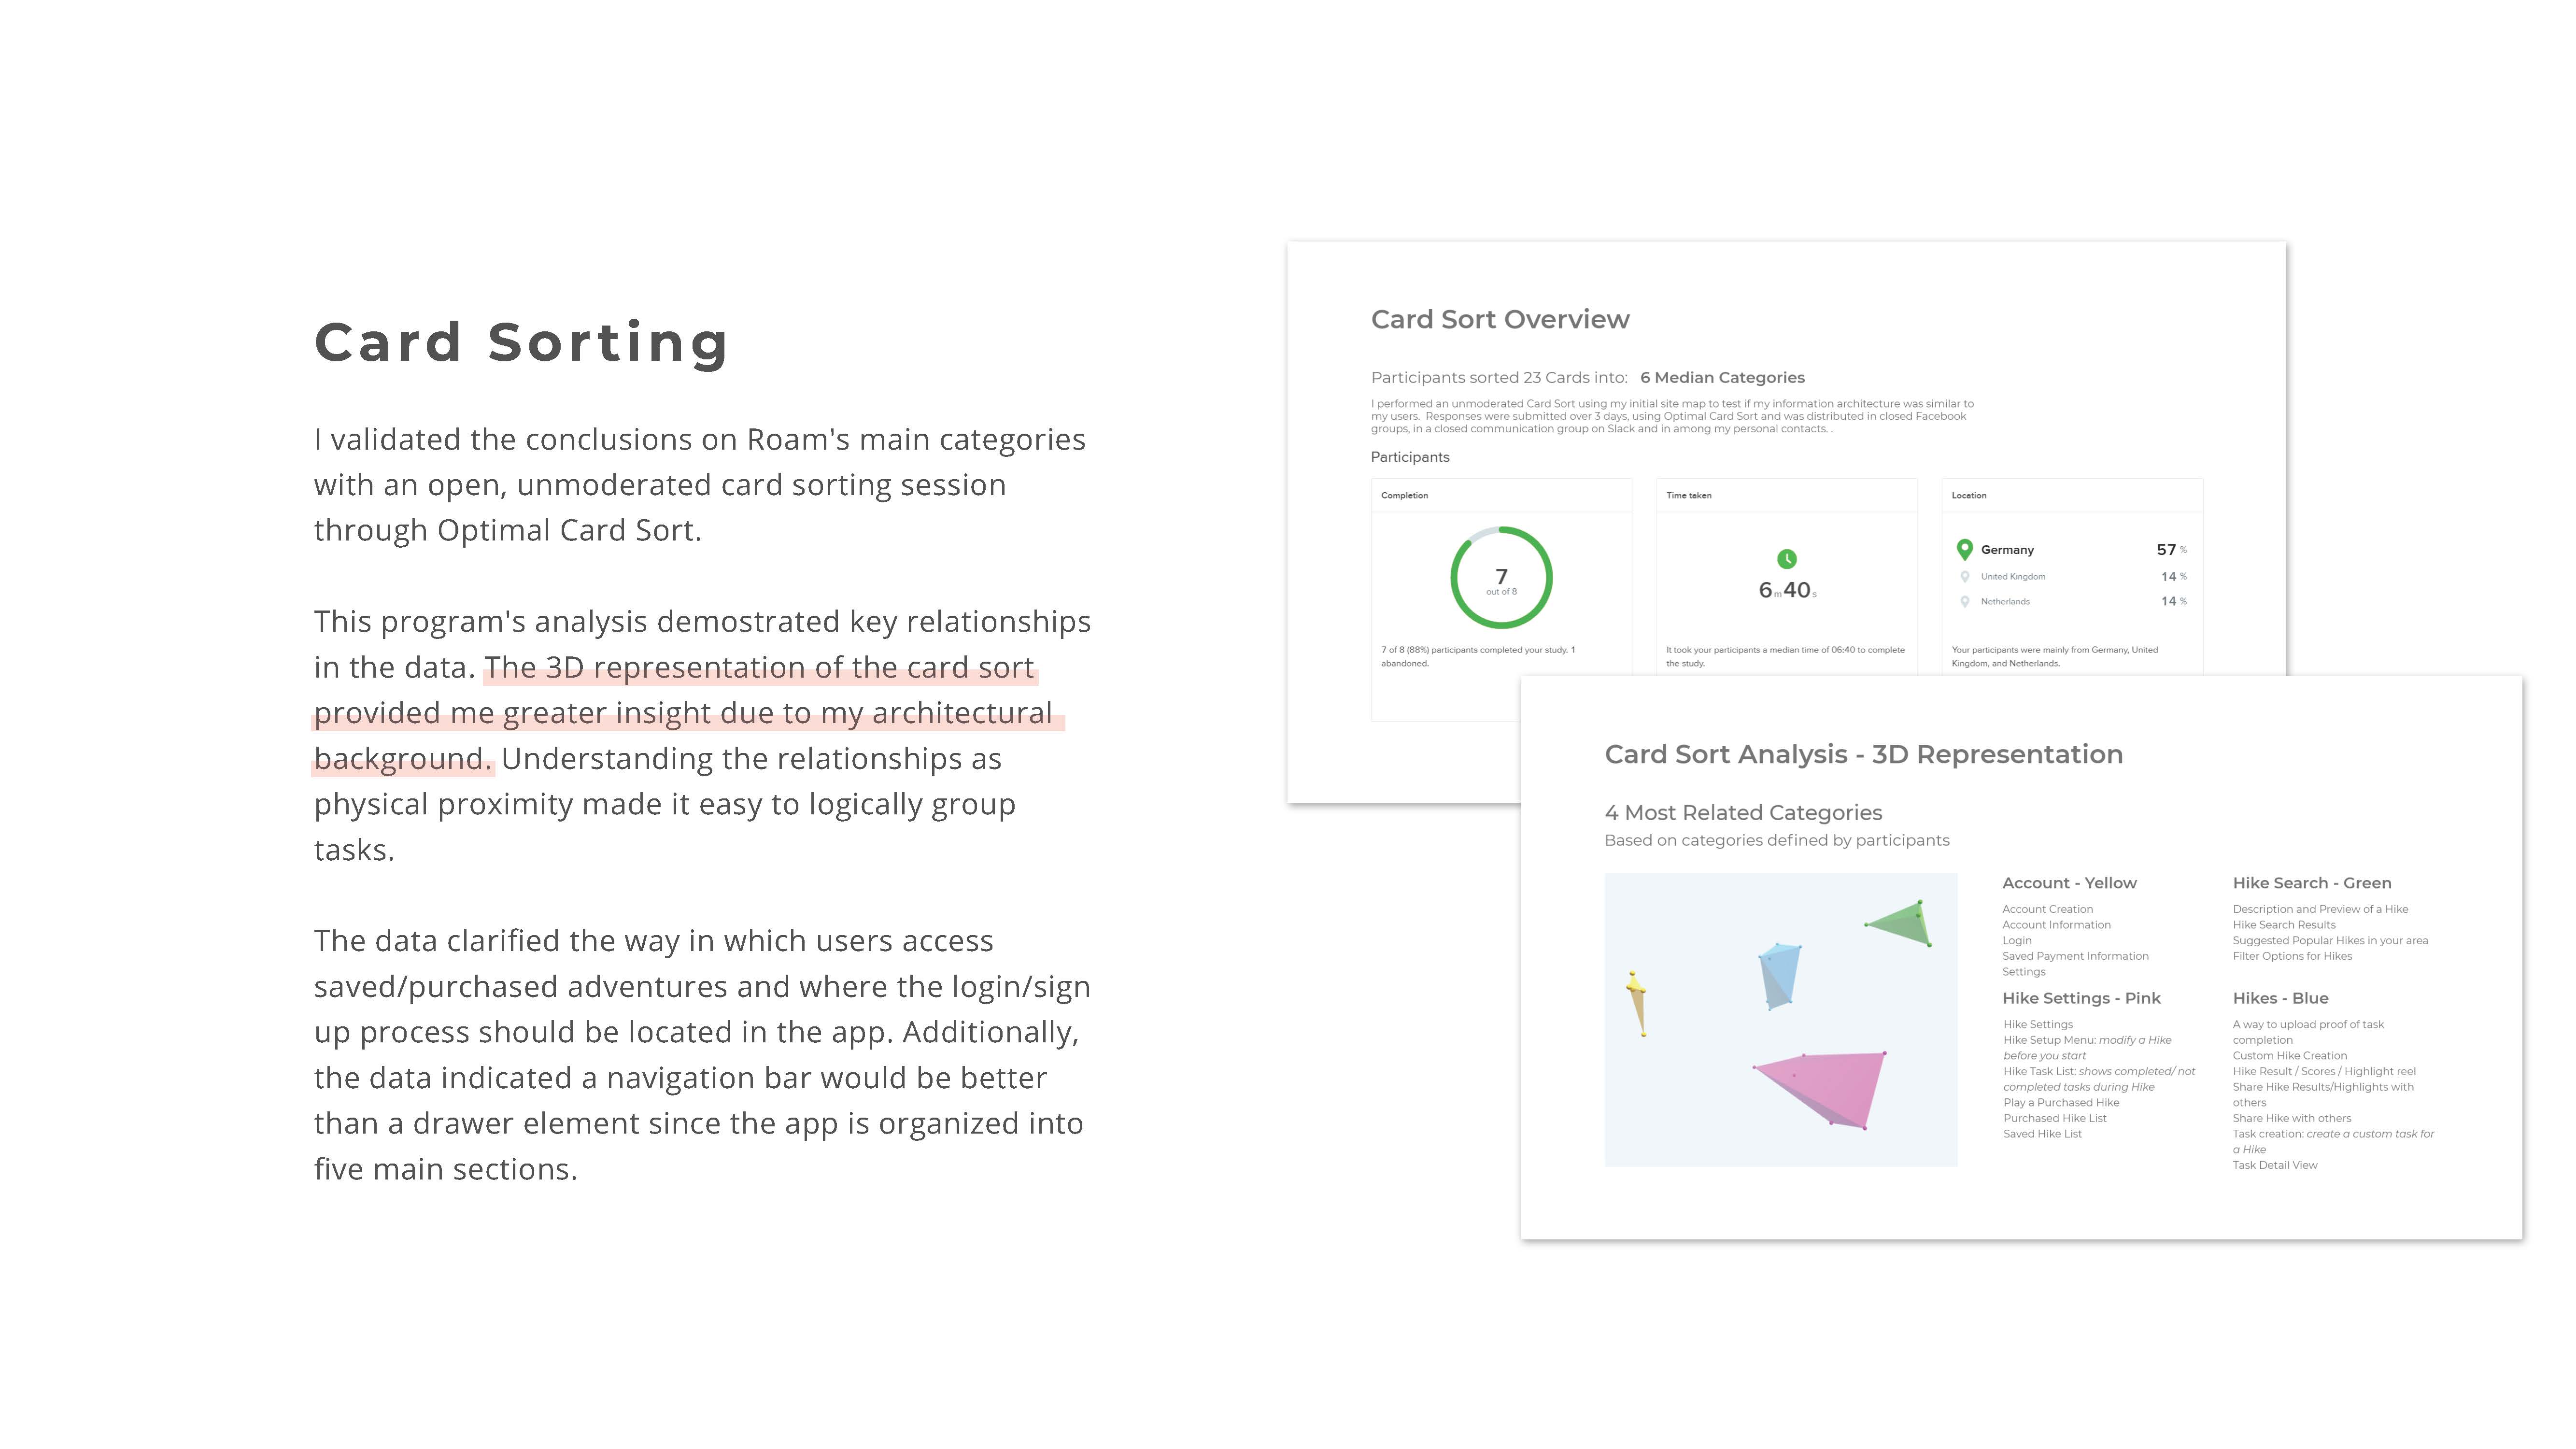 Card Sorting
I validated the conclusions on Roam's main categories
with an open, unmoderated card sorting session
through Optimal Card Sort.
This program's analysis demostrated key relationships
in the data. The 3D representation of the card sort
provided me greater insight due to my architectural
background. Understanding the relationships as
physical proximity made it easy to logically group
tasks.
The data clarified the way in which users access
saved/purchased adventures and where the login/sign
up process should be located in the app. Additionally,
the data indicated a navigation bar would be better
than a drawer element since the app is organized into
five main sections.
Card Sort Overview
Participants sorted 23 Cards into: 6 Median Categories
I performed an unmoderated Card Sort using my initial site map to test if my information architecture was similar to
my users. Responses were submitted over 3 days, using Optimal Card Sort and was distributed in closed Facebook
groups, in a closed communication group on Slack and in among my personal contacts. .
Participants
Completion
7
out of 8
7 of 8 (88%) participants completed your study. 1
abandoned.
Time taken
6m 40s
It took your participants a median time of 06:40 to complete
the study.
Location
Germany 57 %
United Kingdom 14 %
Netherlands 14 %
Your participants were mainly from Germany, United
Kingdom, and Netherlands.
Card Sort Analysis - 3D Representation
4 Most Related Categories
Based on categories defined by participants
Account - Yellow
Account Creation
Account Information
Login
Saved Payment Information
Settings
Hike Search - Green
Description and Preview of a Hike
Hike Search Results
Suggested Popular Hikes in your area
Filter Options for Hikes
Hike Settings - Pink
Hike Settings
Hike Setup Menu: modify a Hike
before you start
Hike Task List: shows completed/ not
completed tasks during Hike
Play a Purchased Hike
Purchased Hike List
Saved Hike List
Hikes - Blue
A way to upload proof of task
completion
Custom Hike Creation
Hike Result / Scores / Highlight reel
Share Hike Results/Highlights with
others
Share Hike with others
Task creation: create a custom task for
a Hike
Task Detail View